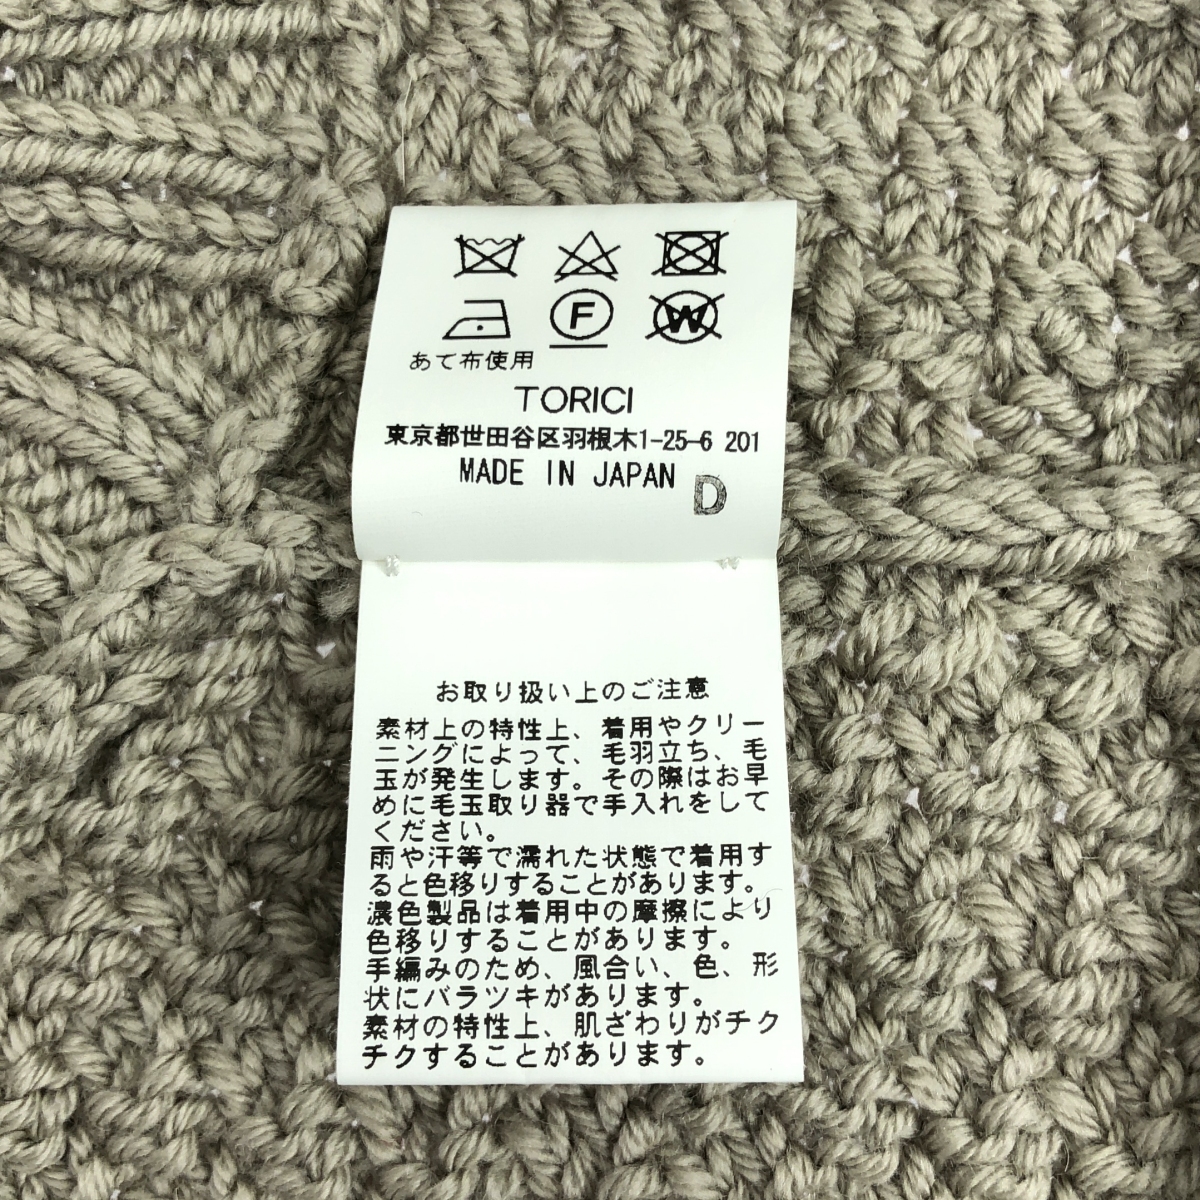 F W
あて布使用
TORICI
東京都世田谷区羽根木1-25-6 201
MADE IN JAPAN D
お取り扱い上のご注意
素材上の特性上、着用やクリー
ニングによって、毛羽立ち、毛
玉が発生します。その際はお早
めに毛玉取り器で手入れをして
ください。
雨や汗等で濡れた状態で着用す
ると色移りすることがあります。
濃色製品は着用中の摩擦により
色移りすることがあります。
手編みのため、風合い、色、形
状にバラツキがあります。
素材の特性上、肌ざわりがチク
チクすることがあります。